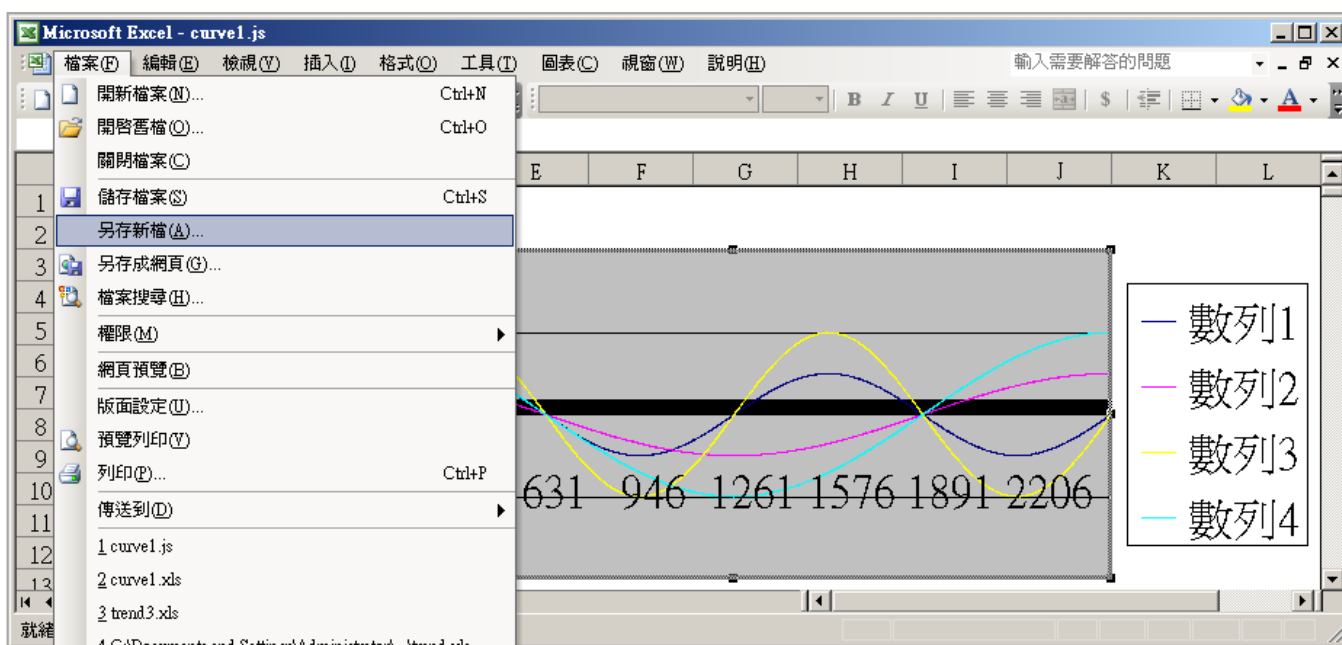 Microsoft Excel - curve1.js
檔案(F) 編輯(E) 檢視(V) 插入(I) 格式(O) 工具(T) 圖表(C) 視窗(W) 說明(H) 輸入需要解答的問題
開新檔案(N)... Ctrl+N
B I U $ A
開啓舊檔(O)... Ctrl+O
關閉檔案(C)
E F G H I J K L
儲存檔案(S) Ctrl+S
1
另存新檔(A)...
2
另存成網頁(G)...
3
檔案搜尋(H)...
4
數列1
權限(M)
5
網頁預覽(B)
6
數列2
版面設定(U)...
7
預覽列印(V)
8
數列3
列印(P)... Ctrl+P
9
631 946 1261 1576 1891 2206
10
傳送到(D)
11
數列4
1 curve1.js
12
2 curve1.xls
13
3 trend3.xls
就緒